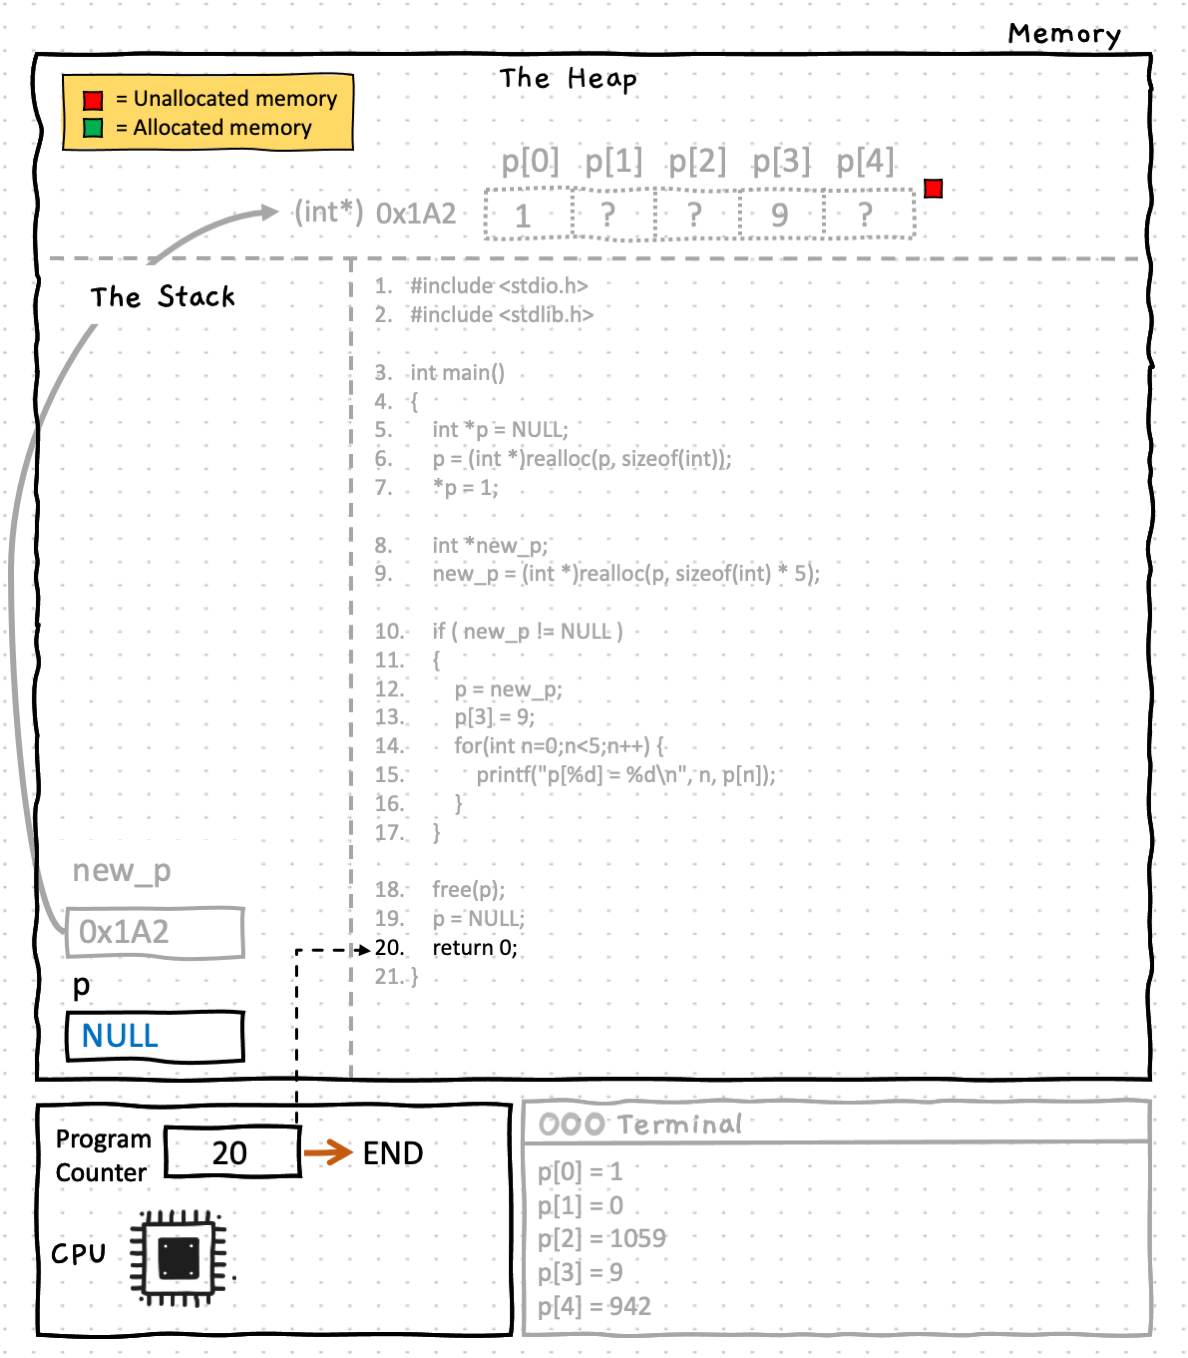 Memory
The Heap
= Unallocated memory
= Allocated memory
p[0] p[1] p[2] p[3] p[4]
(int*) 0x1A2 1 ? ? 9 ?
The Stack
1. #include <stdio.h>
2. #include <stdlib.h>
3. int main()
4. {
5. int *p = NULL;
6. p = (int *)realloc(p, sizeof(int));
7. *p = 1;
8. int *new_p;
9. new_p = (int *)realloc(p, sizeof(int) * 5);
10. if ( new_p != NULL )
11. {
12. p = new_p;
13. p[3] = 9;
14. for(int n=0;n<5;n++) {
15. printf("p[%d] = %d\n", n, p[n]);
16. }
17. }
18. free(p);
19. p = NULL;
20. return 0;
21. }
new_p
0x1A2
p
NULL
Program
Counter
20
END
CPU
Terminal
p[0] = 1
p[1] = 0
p[2] = 1059
p[3] = 9
p[4] = 942